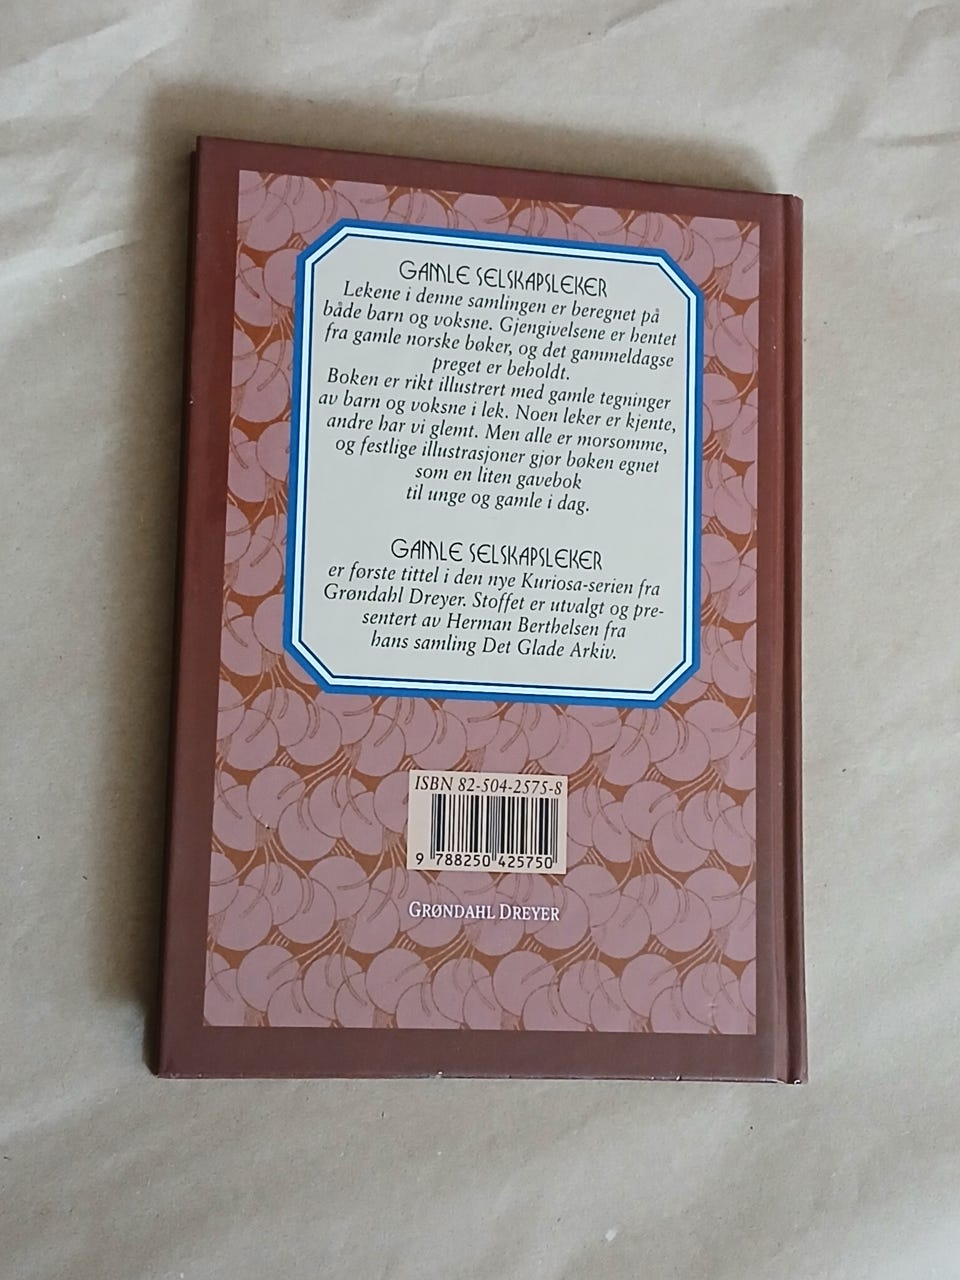 GAMLE SELSKAPSLEKER
Lekene i denne samlingen er beregnet på
både barn og voksne. Gjengivelsene er hentet
fra gamle norske bøker, og det gammeldagse
preget er beholdt.
Boken er rikt illustrert med gamle tegninger
av barn og voksne i lek. Noen leker er kjente,
andre har vi glemt. Men alle er morsomme,
og festlige illustrasjoner gjør bøken egnet
som en liten gavebok
til unge og gamle i dag.
GAMLE SELSKAPSLEKER
er første tittel i den nye Kuriosa-serien fra
Grøndahl Dreyer. Stoffet er utvalgt og pre-
sentert av Herman Berthelsen fra
hans samling Det Glade Arkiv.
ISBN 82-504-2575-8
9 788250 425750
GRØNDAHL DREYER